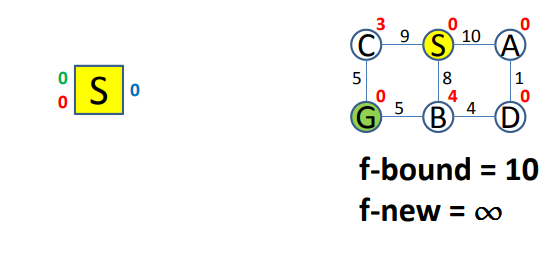 3 0 0
C 9 S 10 A
0 S 0
0
5 8 1
0 4 0
G 5 B 4 D
f-bound = 10
f-new = ∞